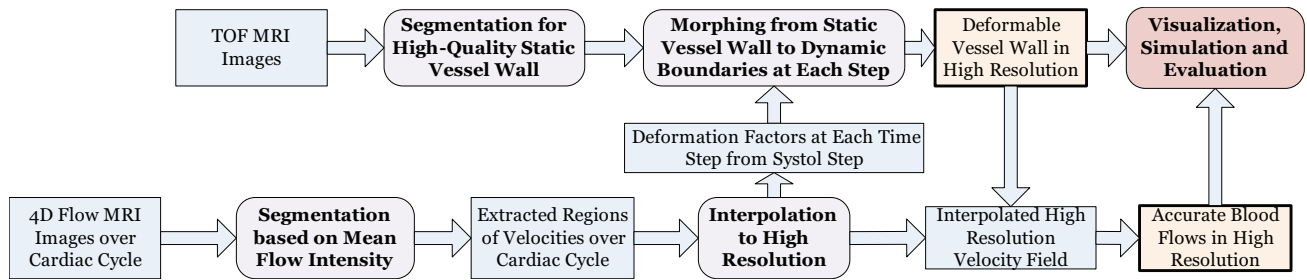 TOF MRI
Images
Segmentation for
High-Quality Static
Vessel Wall
Morphing from Static
Vessel Wall to Dynamic
Boundaries at Each Step
Deformable
Vessel Wall in
High Resolution
Visualization,
Simulation and
Evaluation
Deformation Factors at Each Time
Step from Systol Step
4D Flow MRI
Images over
Cardiac Cycle
Segmentation
based on Mean
Flow Intensity
Extracted Regions
of Velocities over
Cardiac Cycle
Interpolation
to High
Resolution
Interpolated High
Resolution
Velocity Field
Accurate Blood
Flows in High
Resolution